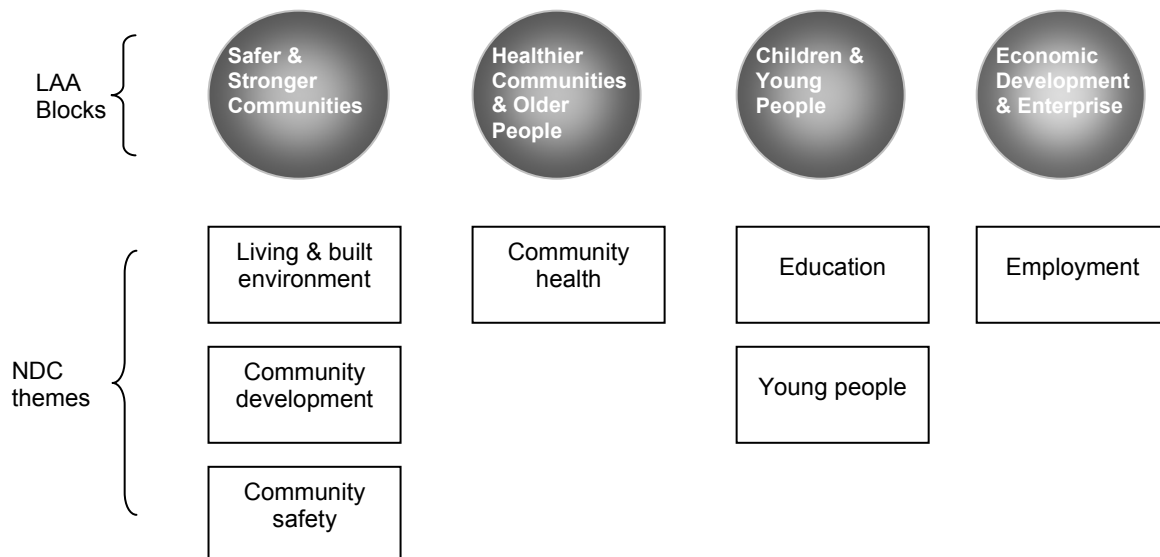 LAA
Blocks
Safer &
Stronger
Communities
Healthier
Communities
& Older
People
Children &
Young
People
Economic
Development
& Enterprise
NDC
themes
Living & built
environment
Community
health
Education
Employment
Community
development
Young people
Community
safety